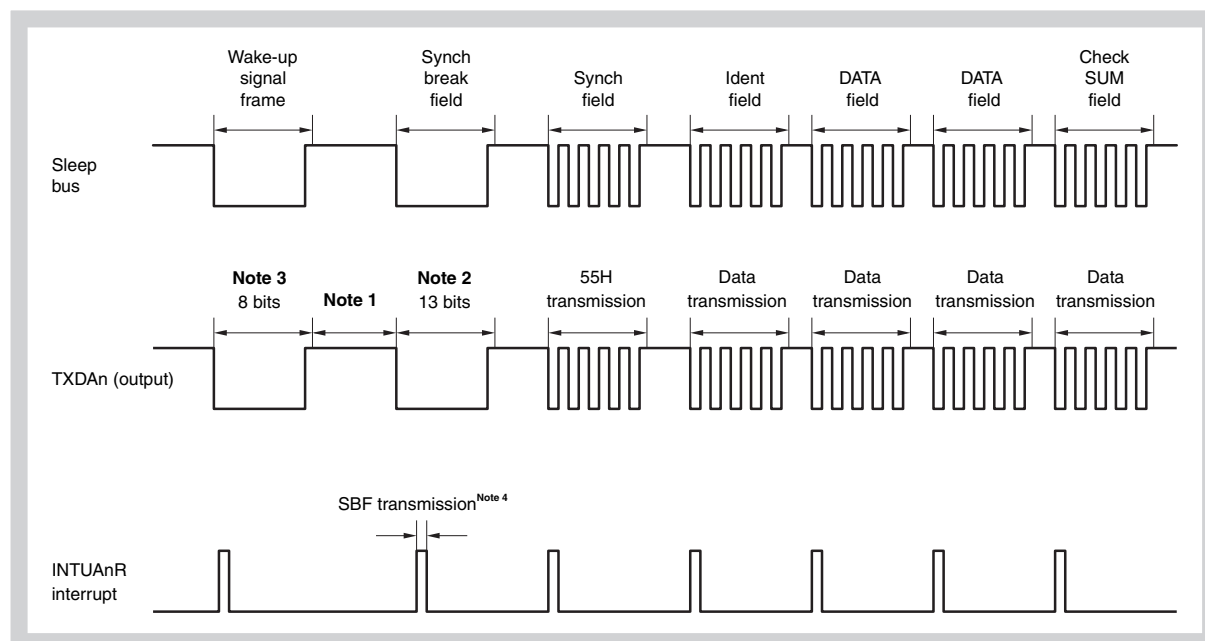 Wake-up
signal
frame
Synch
break
field
Synch
field
Ident
field
DATA
field
DATA
field
Check
SUM
field
Sleep
bus
Note 3
8 bits
Note 1
Note 2
13 bits
55H
transmission
Data
transmission
Data
transmission
Data
transmission
Data
transmission
TXDAn (output)
SBF transmission Note 4
INTUAnR
interrupt